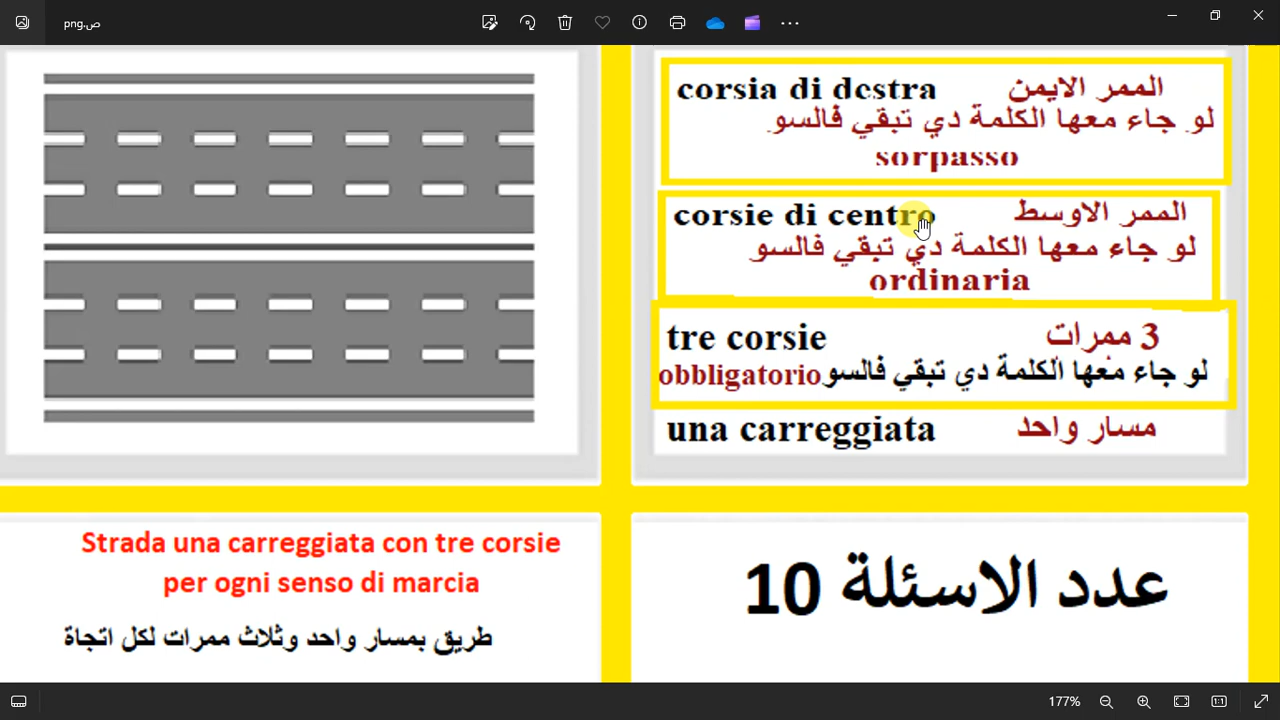 ص.png
corsia di destra الممر الايمن
لو جاء معها الكلمة دي تبقي فالسو
sorpasso
corsie di centro الممر الاوسط
لو جاء معها الكلمة دي تبقي فالسو
ordinaria
tre corsie 3 ممرات
لو جاء معها الكلمة دي تبقي فالسو obbligatorio
una carreggiata مسار واحد
Strada una carreggiata con tre corsie
per ogni senso di marcia
طريق بمسار واحد وثلاث ممرات لكل اتجاة
عدد الاسئلة 10
177%
1:1